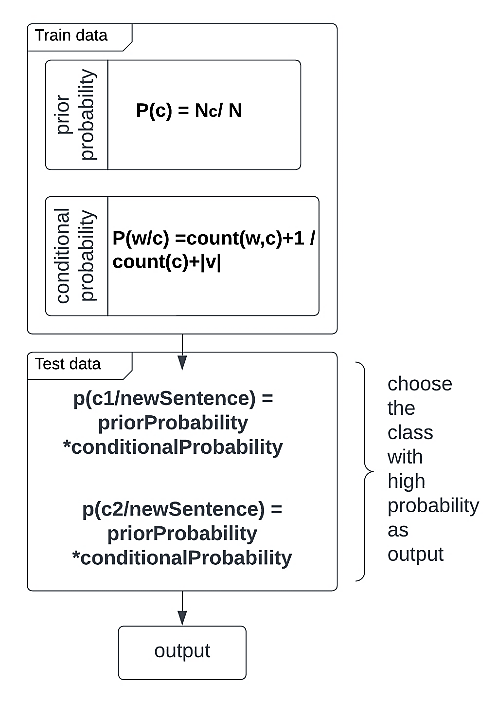 Train data
prior
probability
P(c) = Nc/ N
conditional
probability
P(w/c) =count(w,c)+1 /
count(c)+|v|
Test data
p(c1/newSentence) =
priorProbability
*conditionalProbability
p(c2/newSentence) =
priorProbability
*conditionalProbability
choose
the
class
with
high
probability
as
output
output